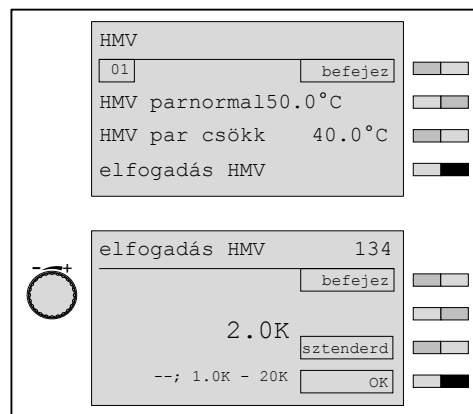 HMV
01 befejez
HMV parnormal50.0°C
HMV par csökk 40.0°C
elfogadás HMV
elfogadás HMV 134
befejez
- +
2.0K
sztenderd
--; 1.0K - 20K OK